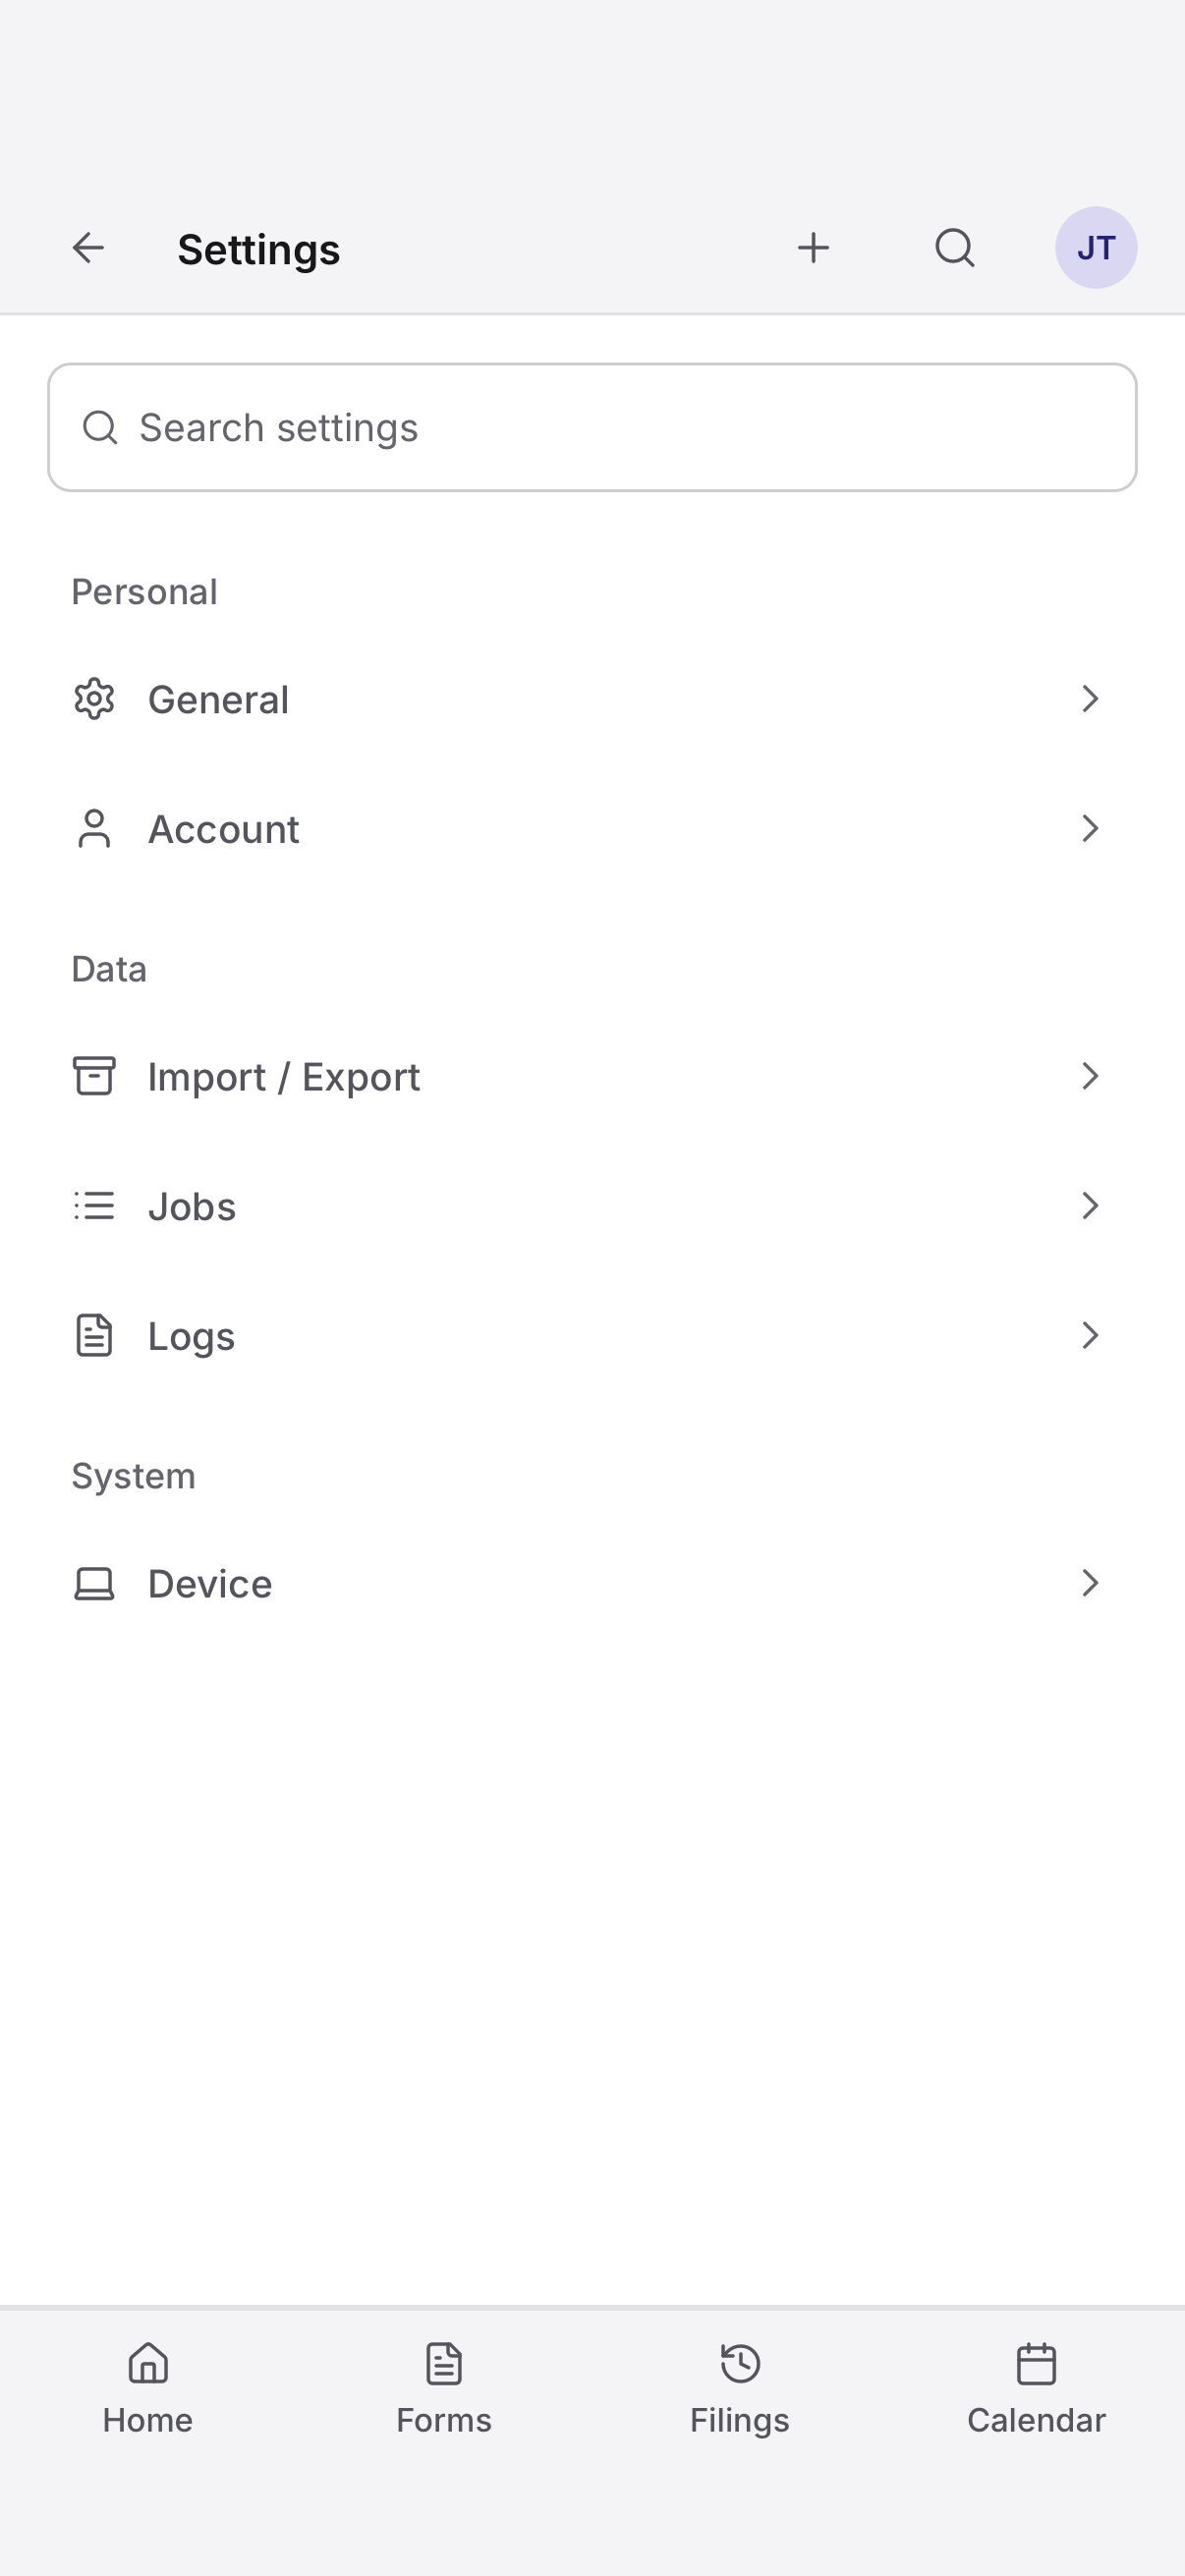 Settings
JT
Search settings
Personal
General
Account
Data
Import / Export
Jobs
Logs
System
Device
Home
Forms
Filings
Calendar